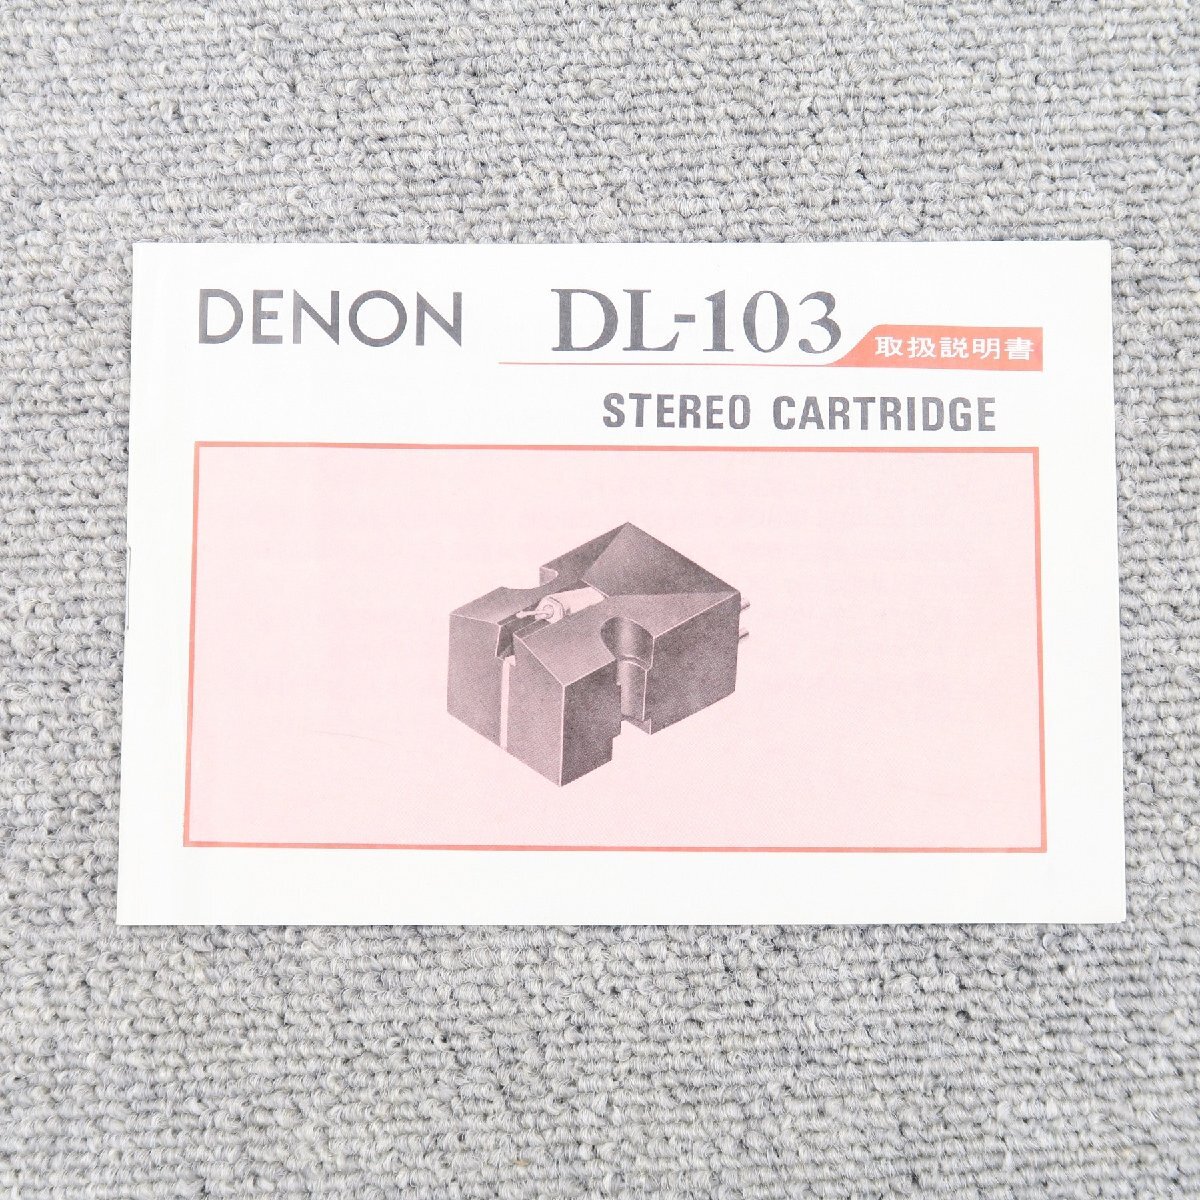 DENON DL-103 取扱説明書
STEREO CARTRIDGE